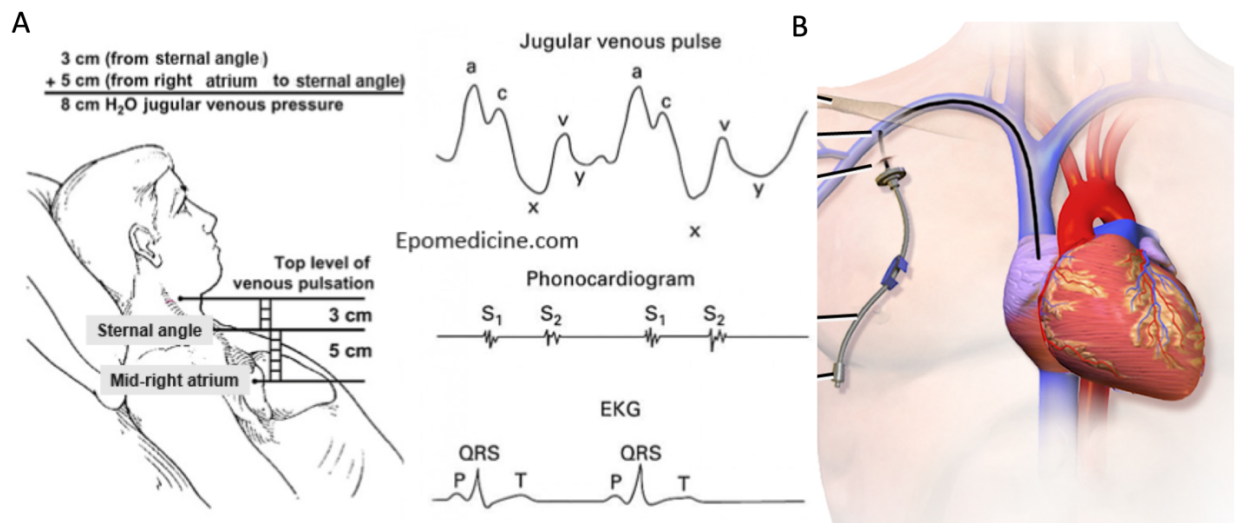 A
3 cm (from sternal angle)
+ 5 cm (from right atrium to sternal angle)
8 cm H₂O jugular venous pressure
Top level of
venous pulsation
3 cm
Sternal angle
5 cm
Mid-right atrium
Jugular venous pulse
a
c
v
y
x
a
c
v
y
x
Epomedicine.com
Phonocardiogram
S₁ S₂ S₁ S₂
EKG
QRS QRS
P T P T
B